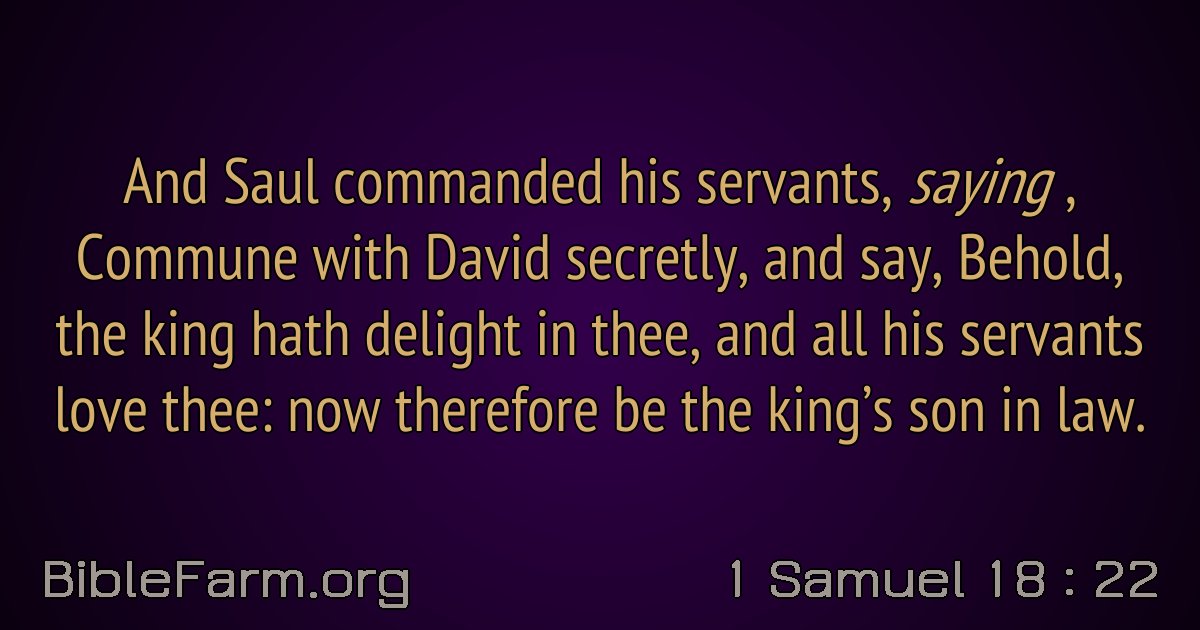 And Saul commanded his servants, saying ,
Commune with David secretly, and say, Behold,
the king hath delight in thee, and all his servants
love thee: now therefore be the king’s son in law.
BibleFarm.org
1 Samuel 18 : 22